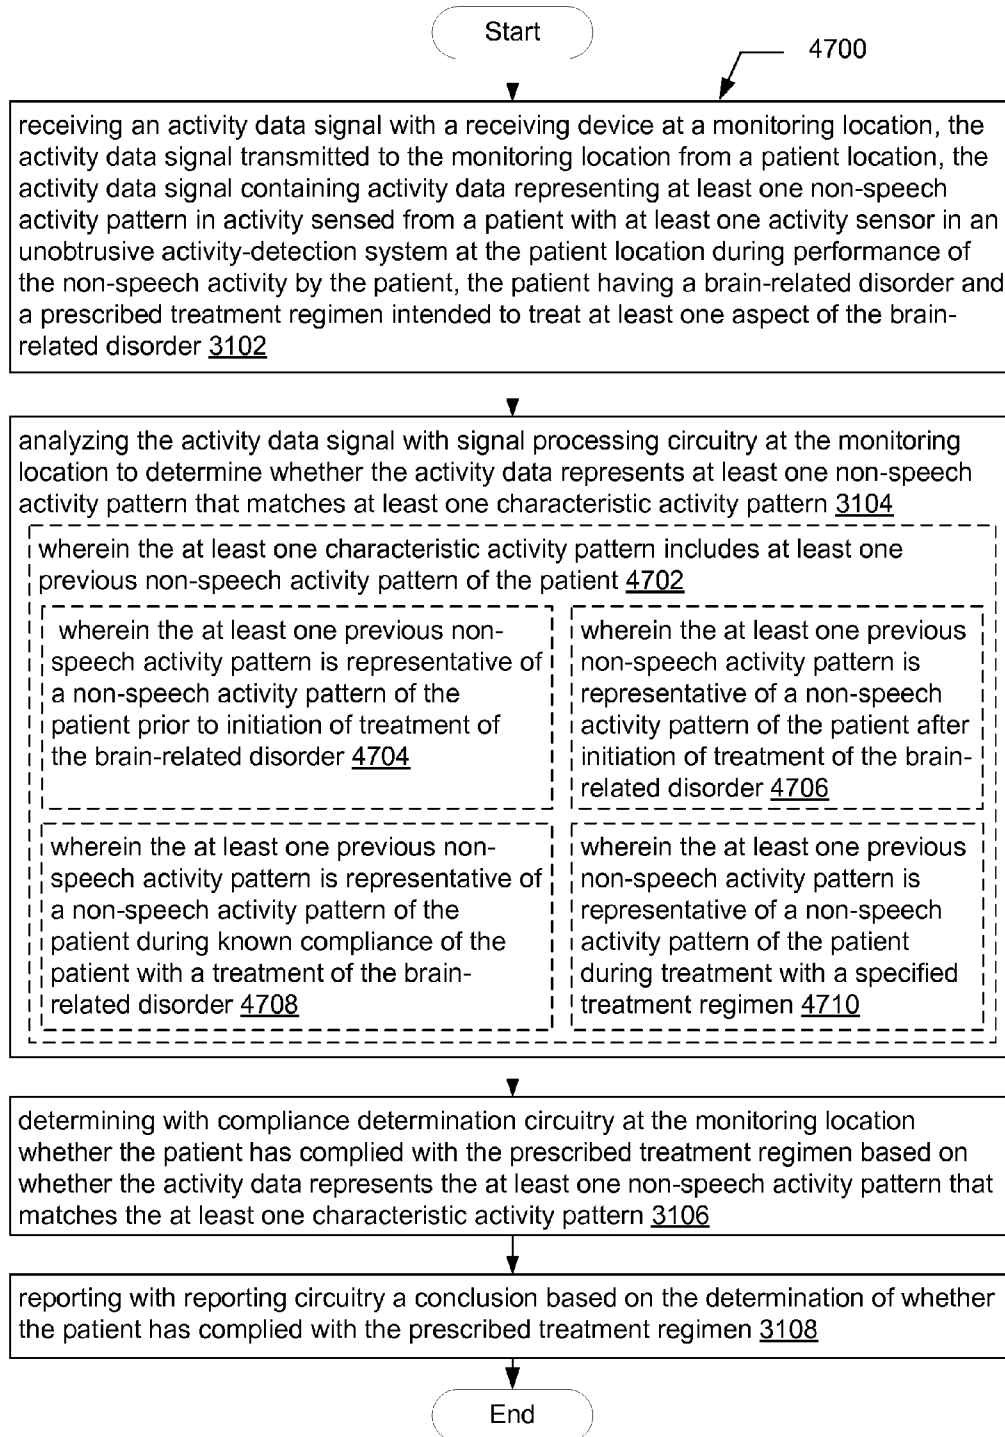 Start
4700
receiving an activity data signal with a receiving device at a monitoring location, the
activity data signal transmitted to the monitoring location from a patient location, the
activity data signal containing activity data representing at least one non-speech
activity pattern in activity sensed from a patient with at least one activity sensor in an
unobtrusive activity-detection system at the patient location during performance of
the non-speech activity by the patient, the patient having a brain-related disorder and
a prescribed treatment regimen intended to treat at least one aspect of the brain-
related disorder 3102
analyzing the activity data signal with signal processing circuitry at the monitoring
location to determine whether the activity data represents at least one non-speech
activity pattern that matches at least one characteristic activity pattern 3104
wherein the at least one characteristic activity pattern includes at least one
previous non-speech activity pattern of the patient 4702
wherein the at least one previous non-
speech activity pattern is representative of
a non-speech activity pattern of the
patient prior to initiation of treatment of
the brain-related disorder 4704
wherein the at least one previous
non-speech activity pattern is
representative of a non-speech
activity pattern of the patient after
initiation of treatment of the brain-
related disorder 4706
wherein the at least one previous non-
speech activity pattern is representative of
a non-speech activity pattern of the
patient during known compliance of the
patient with a treatment of the brain-
related disorder 4708
wherein the at least one previous
non-speech activity pattern is
representative of a non-speech
activity pattern of the patient
during treatment with a specified
treatment regimen 4710
determining with compliance determination circuitry at the monitoring location
whether the patient has complied with the prescribed treatment regimen based on
whether the activity data represents the at least one non-speech activity pattern that
matches the at least one characteristic activity pattern 3106
reporting with reporting circuitry a conclusion based on the determination of whether
the patient has complied with the prescribed treatment regimen 3108
End